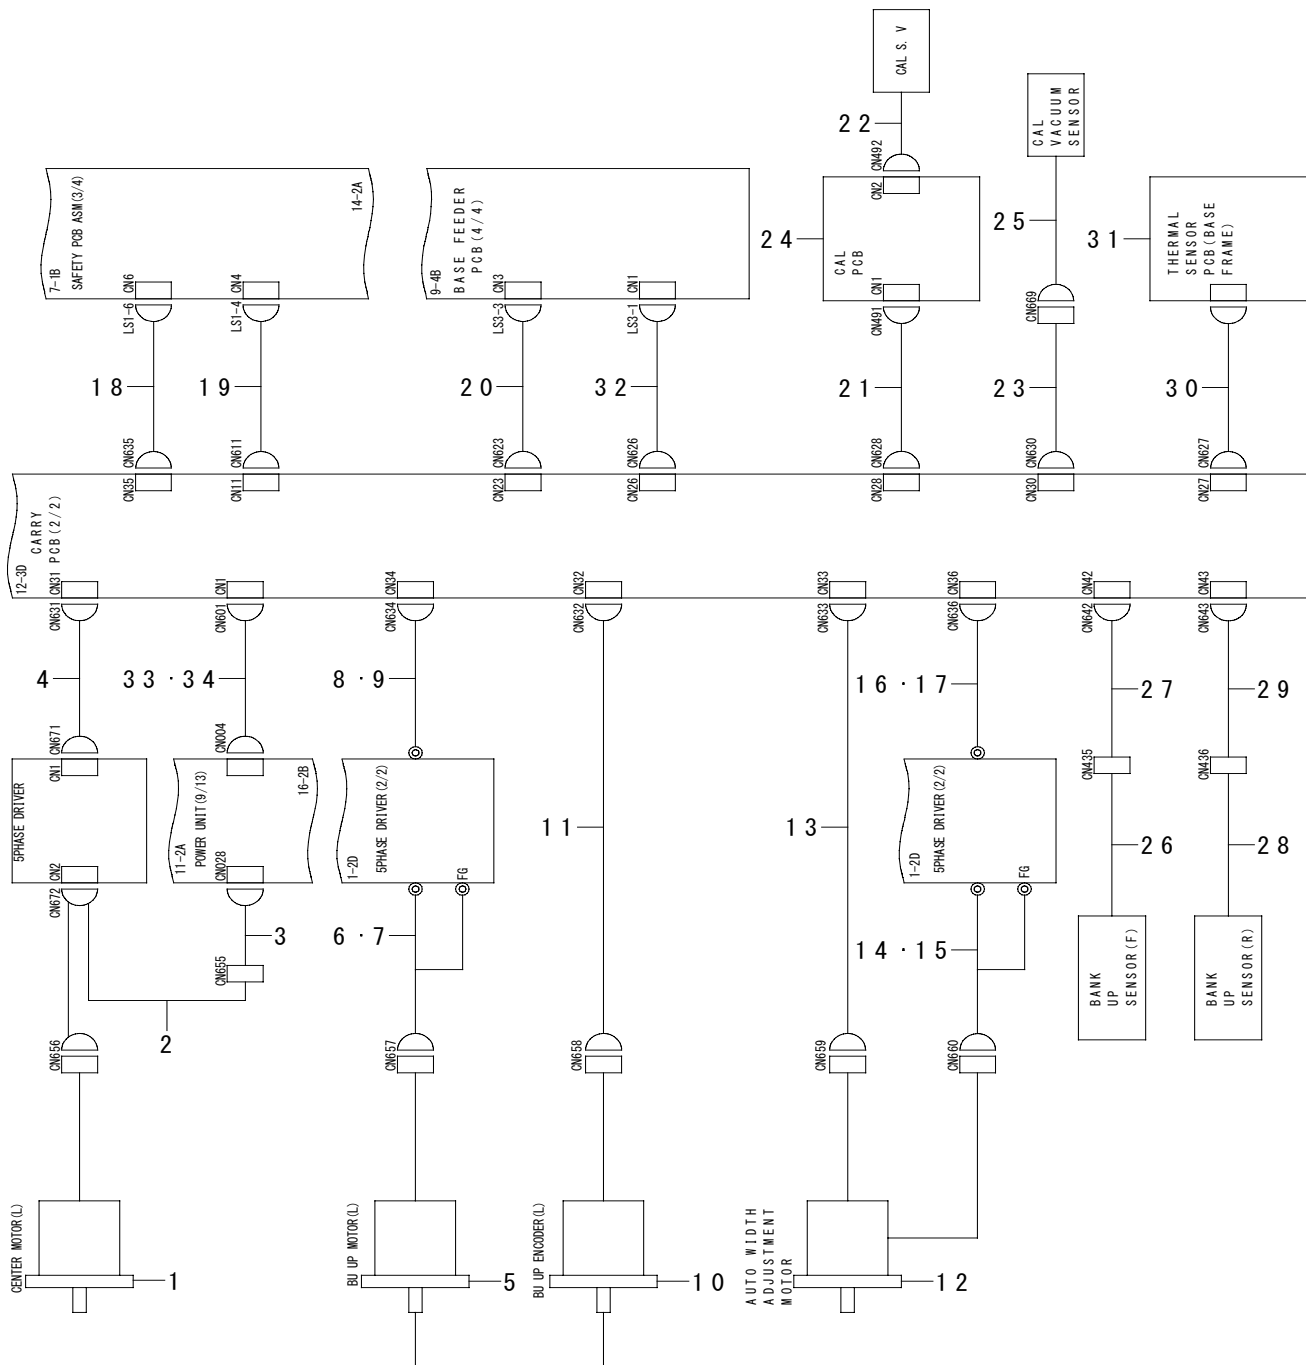 CAL S. V
22
CN492
CN2
CAL
VACUUM
SENSOR
7-1B
SAFETY PCB ASM(3/4)
14-2A
CN6
CN4
LS1-6
LS1-4
9-4B
BASE FEEDER
PCB(4/4)
CN3
CN1
LS3-3
LS3-1
24
CAL
PCB
CN1
CN491
25
CN669
31
THERMAL
SENSOR
PCB(BASE
FRAME)
18
19
20
32
21
23
30
CN635
CN611
CN623
CN626
CN628
CN630
CN627
CN35
CN11
CN23
CN26
CN28
CN30
CN27
12-3D
CARRY
PCB(2/2)
CN31
CN1
CN34
CN32
CN33
CN36
CN42
CN43
CN631
CN601
CN634
CN632
CN633
CN636
CN642
CN643
4
33・34
8・9
16・17
27
29
CN671
CN004
CN435
CN436
CN1
5PHASE DRIVER
CN2
CN672
11-2A
POWER UNIT(9/13)
16-2B
CN028
1-2D
5PHASE DRIVER(2/2)
FG
11
13
1-2D
5PHASE DRIVER(2/2)
FG
26
28
3
6・7
14・15
CN655
2
BANK
UP
SENSOR(F)
BANK
UP
SENSOR(R)
CN656
CN657
CN658
CN659
CN660
CENTER MOTOR(L)
1
BU UP MOTOR(L)
5
BU UP ENCODER(L)
10
AUTO WIDTH
ADJUSTMENT
MOTOR
12